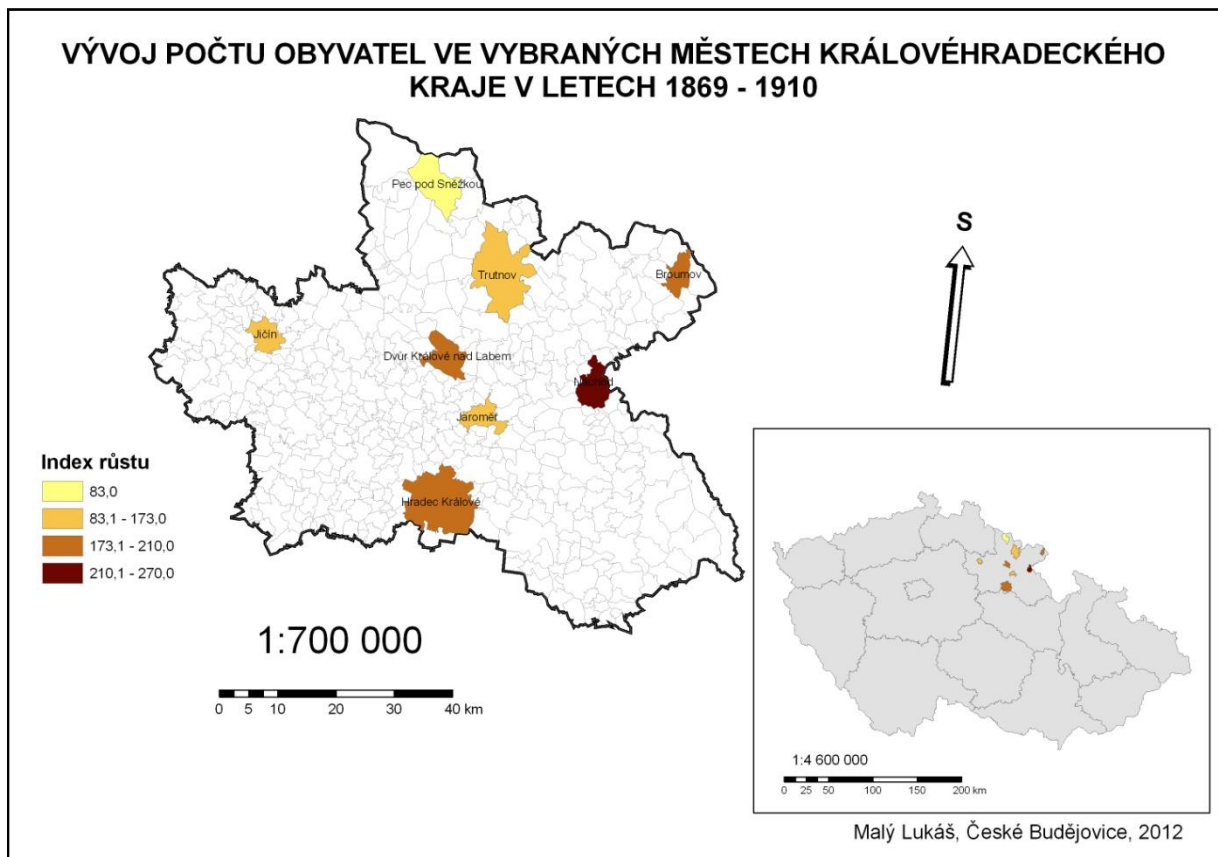 VÝVOJ POČTU OBYVATEL VE VYBRANÝCH MĚSTECH KRÁLOVÉHRADECKÉHO
KRAJE V LETECH 1869 - 1910
Pec pod Sněžkou
S
Trutnov
Broumov
Jičín
Dvůr Králové nad Labem
Náchod
Jaroměř
Index růstu
83,0
83,1 - 173,0
173,1 - 210,0
210,1 - 270,0
Hradec Králové
1:700 000
0 5 10 20 30 40 km
1:4 600 000
0 25 50 100 150 200 km
Malý Lukáš, České Budějovice, 2012